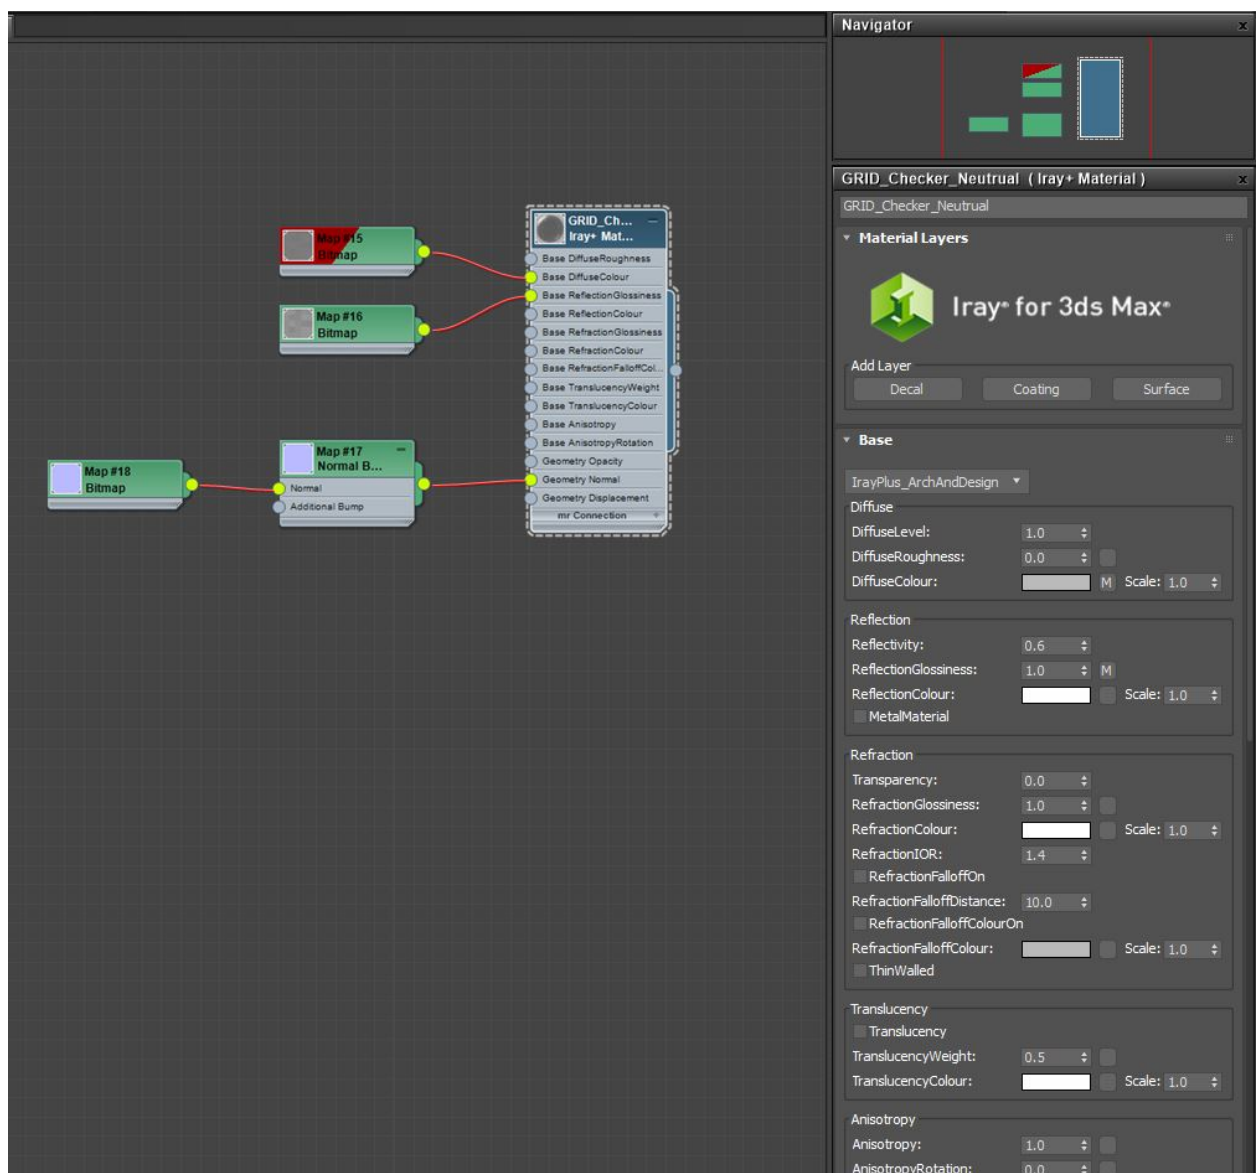 Navigator
x
GRID_Checker_Neutrual ( Iray+ Material )
x
GRID_Checker_Neutrual
Material Layers
Iray® for 3ds Max®
Add Layer
Decal
Coating
Surface
Base
IrayPlus_ArchAndDesign
Diffuse
DiffuseLevel: 1.0
DiffuseRoughness: 0.0
DiffuseColour: M Scale: 1.0
Reflection
Reflectivity: 0.6
ReflectionGlossiness: 1.0 M
ReflectionColour: Scale: 1.0
MetalMaterial
Refraction
Transparency: 0.0
RefractionGlossiness: 1.0
RefractionColour: Scale: 1.0
RefractionIOR: 1.4
RefractionFalloffOn
RefractionFalloffDistance: 10.0
RefractionFalloffColourOn
RefractionFalloffColour: Scale: 1.0
ThinWalled
Translucency
Translucency
TranslucencyWeight: 0.5
TranslucencyColour: Scale: 1.0
Anisotropy
Anisotropy: 1.0
AnisotropyRotation: 0.0
Map #15
Bitmap
Map #16
Bitmap
Map #18
Bitmap
Map #17
Normal B...
Normal
Additional Bump
GRID_Ch...
Iray+ Mat...
Base DiffuseRoughness
Base DiffuseColour
Base ReflectionGlossiness
Base ReflectionColour
Base RefractionGlossiness
Base RefractionColour
Base RefractionFalloffCol...
Base TranslucencyWeight
Base TranslucencyColour
Base Anisotropy
Base AnisotropyRotation
Geometry Opacity
Geometry Normal
Geometry Displacement
mr Connection +